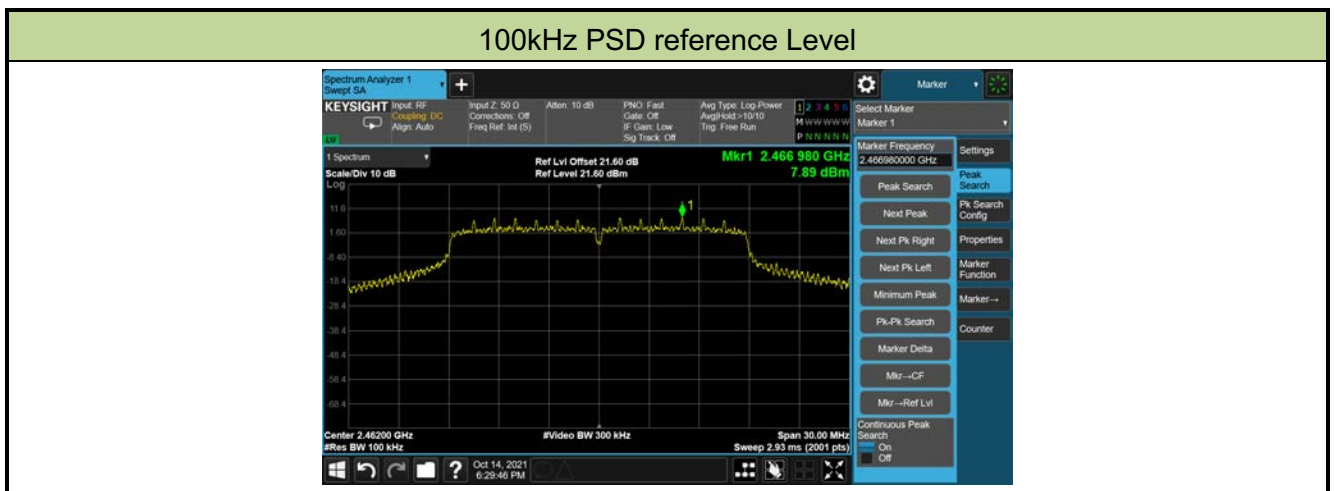 100kHz PSD reference Level
Spectrum Analyzer 1
Swept SA
+
Marker
KEYSIGHT
Input: RF
Coupling: DC
Align: Auto
Input Z: 50 Ω
Corrections: Off
Freq Ref: Int (S)
Atten: 10 dB
PNO: Fast
Gate: Off
IF Gain: Low
Sig Track: Off
Avg Type: Log-Power
Avg|Hold:>10/10
Trig: Free Run
1 2 3 4 5 6
M W W W W W
P N N N N N
Select Marker
Marker 1
1 Spectrum
Scale/Div 10 dB
Log
Ref Lvl Offset 21.60 dB
Ref Level 21.60 dBm
Mkr1 2.466 980 GHz
7.89 dBm
1
11.6
1.60
-8.40
-18.4
-28.4
-38.4
-48.4
-58.4
-68.4
Center 2.46200 GHz
#Res BW 100 kHz
#Video BW 300 kHz
Span 30.00 MHz
Sweep 2.93 ms (2001 pts)
Marker Frequency
2.466980000 GHz
Peak Search
Next Peak
Next Pk Right
Next Pk Left
Minimum Peak
Pk-Pk Search
Marker Delta
Mkr→CF
Mkr→Ref Lvl
Continuous Peak
Search
On
Off
Settings
Peak
Search
Pk Search
Config
Properties
Marker
Function
Marker→
Counter
?
Oct 14, 2021
6:29:46 PM